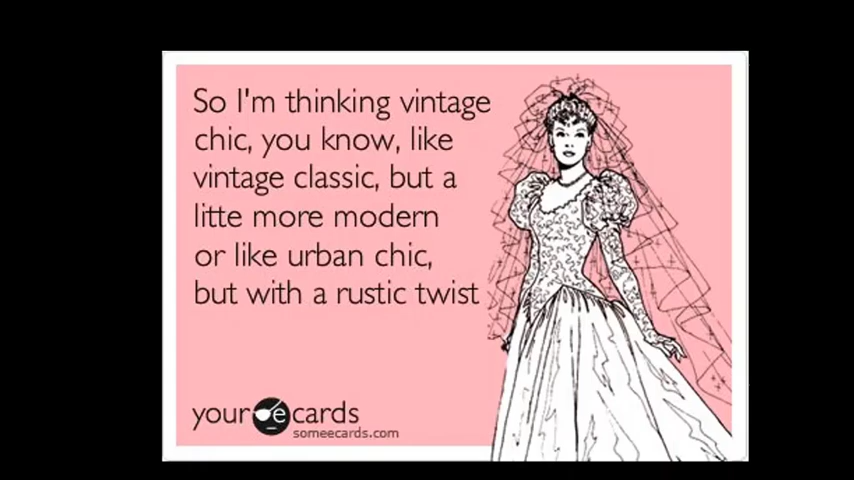 So I'm thinking vintage
chic, you know, like
vintage classic, but a
litte more modern
or like urban chic,
but with a rustic twist
your e cards
someecards.com